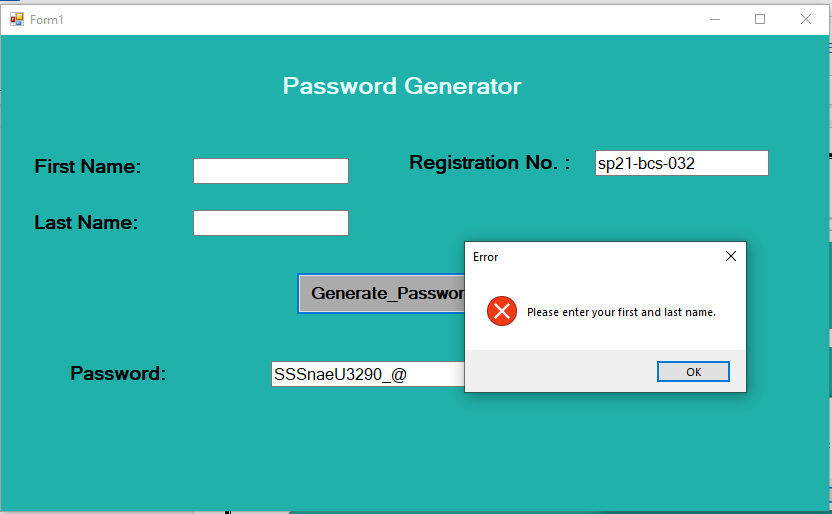 Form1
Password Generator
First Name:
Registration No. :
sp21-bcs-032
Last Name:
Error
Please enter your first and last name.
OK
Generate_Passwor
Password:
SSSnaeU3290_@